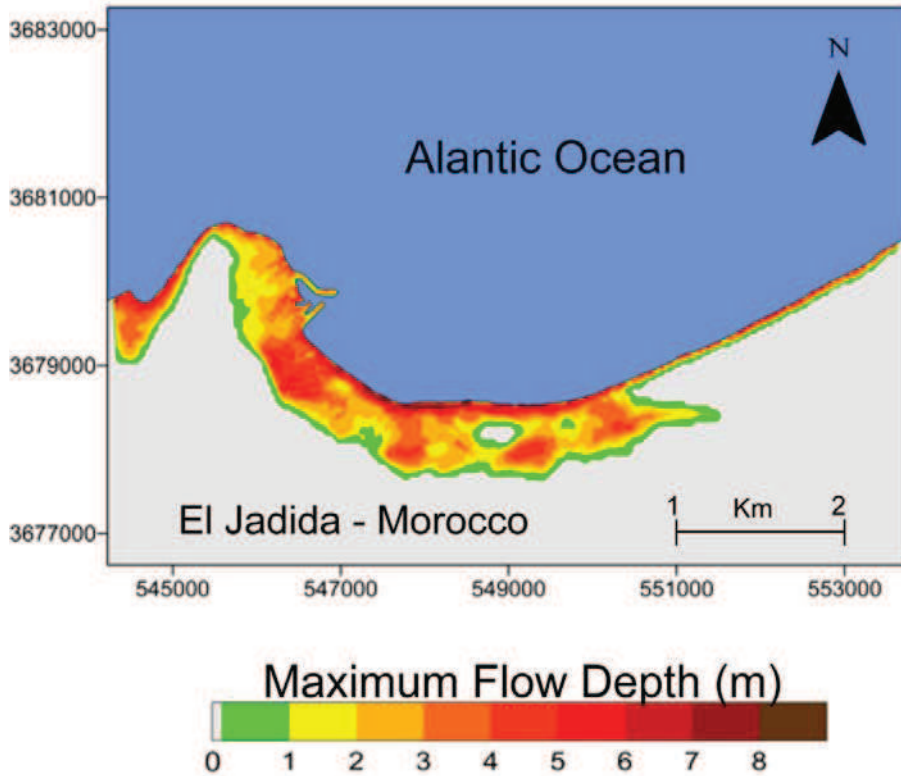 3683000
N
Alantic Ocean
3681000
3679000
El Jadida - Morocco
1 Km 2
3677000
545000 547000 549000 551000 553000
Maximum Flow Depth (m)
0 1 2 3 4 5 6 7 8